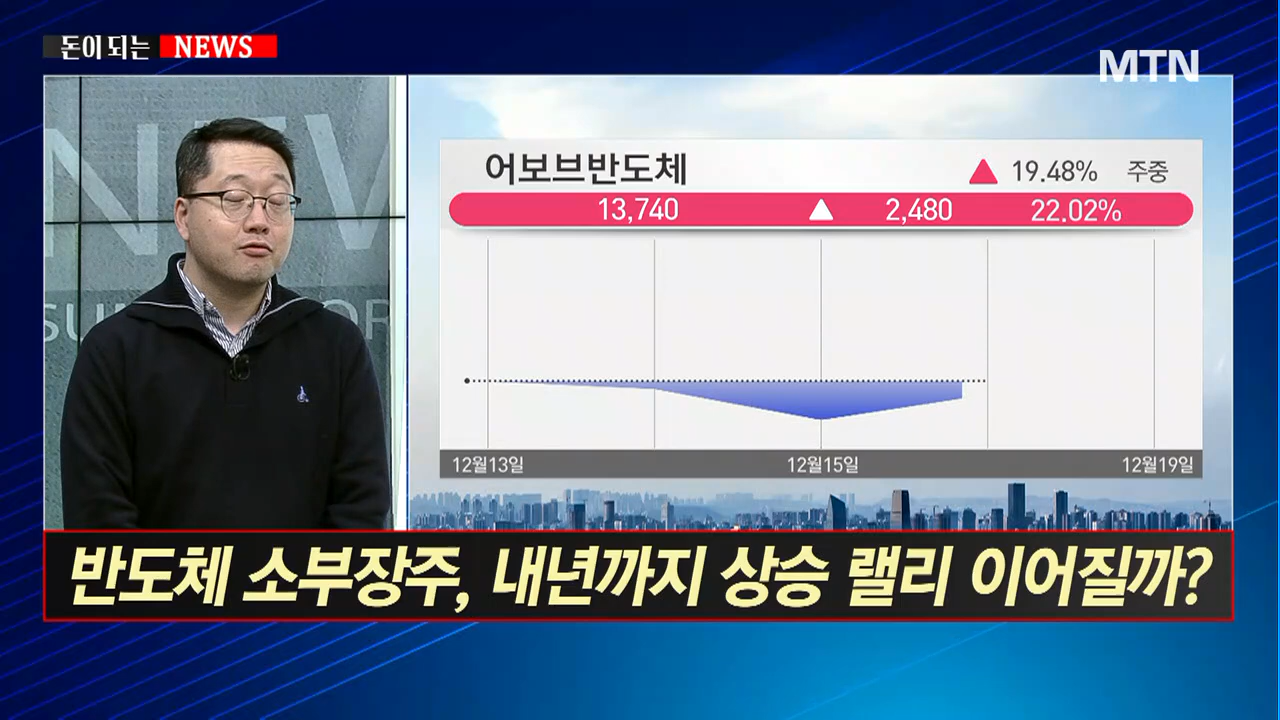 돈이 되는 NEWS
MTN
어보브반도체
▲ 19.48% 주중
13,740 ▲ 2,480 22.02%
12월13일 12월15일 12월19일
반도체 소부장주, 내년까지 상승 랠리 이어질까?